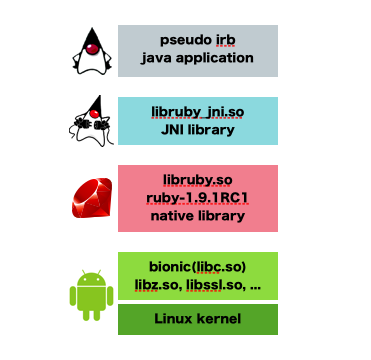 pseudo irb
java application
libruby_jni.so
JNI library
libruby.so
ruby-1.9.1RC1
native library
bionic(libc.so)
libz.so, libssl.so, ...
Linux kernel